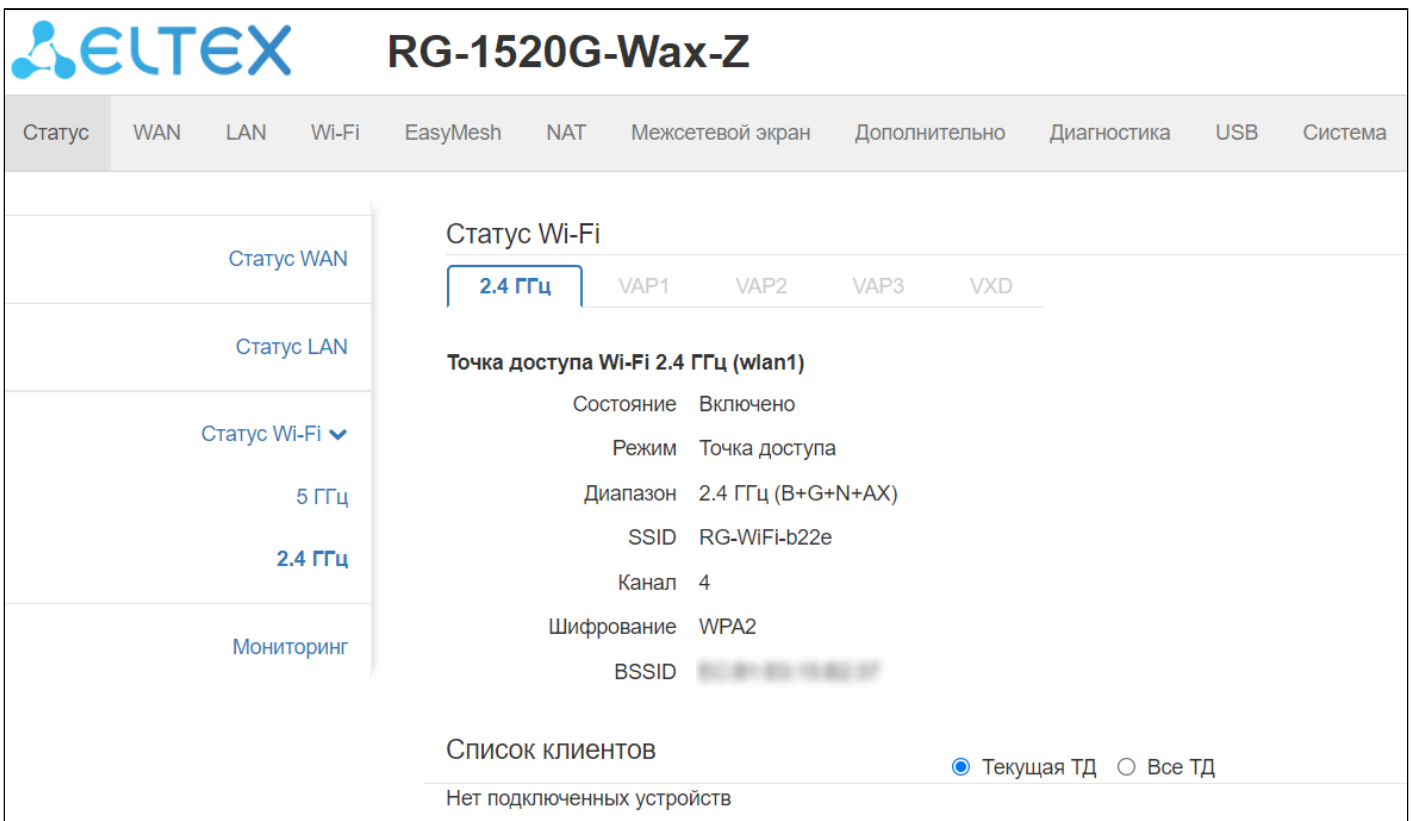 ELTEX RG-1520G-Wax-Z
Статус WAN LAN Wi-Fi EasyMesh NAT Межсетевой экран Дополнительно Диагностика USB Система
Статус WAN
Статус LAN
Статус Wi-Fi
5 ГГц
2.4 ГГц
Мониторинг
Статус Wi-Fi
2.4 ГГц VAP1 VAP2 VAP3 VXD
Точка доступа Wi-Fi 2.4 ГГц (wlan1)
Состояние Включено
Режим Точка доступа
Диапазон 2.4 ГГц (B+G+N+AX)
SSID RG-WiFi-b22e
Канал 4
Шифрование WPA2
BSSID
Список клиентов Текущая ТД Все ТД
Нет подключенных устройств